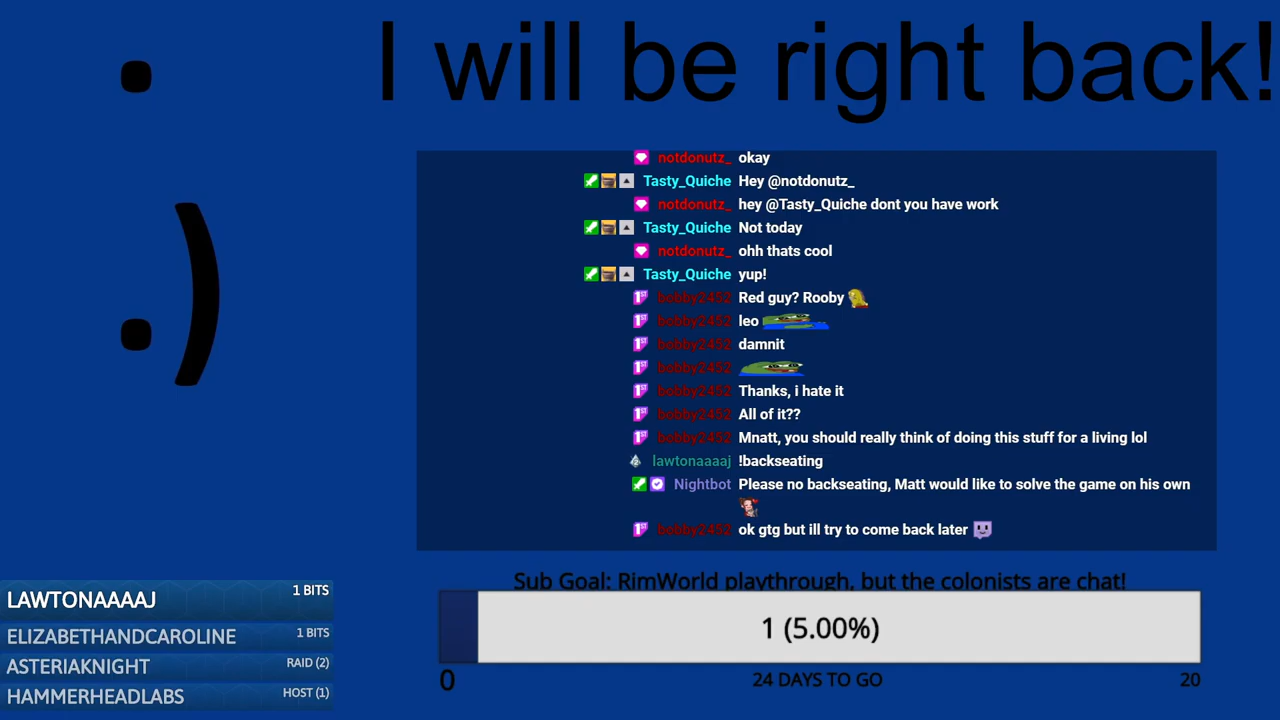 I will be right back!
.
.)
notdonutz_ okay
Tasty_Quiche Hey @notdonutz_
notdonutz_ hey @Tasty_Quiche dont you have work
Tasty_Quiche Not today
notdonutz_ ohh thats cool
Tasty_Quiche yup!
bobby2452 Red guy? Rooby
bobby2452 leo
bobby2452 damnit
bobby2452
bobby2452 Thanks, i hate it
bobby2452 All of it??
bobby2452 Mnatt, you should really think of doing this stuff for a living lol
lawtonaaaaj !backseating
Nightbot Please no backseating, Matt would like to solve the game on his own
bobby2452 ok gtg but ill try to come back later
LAWTONAAAAJ 1 BITS
ELIZABETHANDCAROLINE 1 BITS
ASTERIAKNIGHT RAID (2)
HAMMERHEADLABS HOST (1)
Sub Goal: RimWorld playthrough, but the colonists are chat!
1 (5.00%)
0 24 DAYS TO GO 20